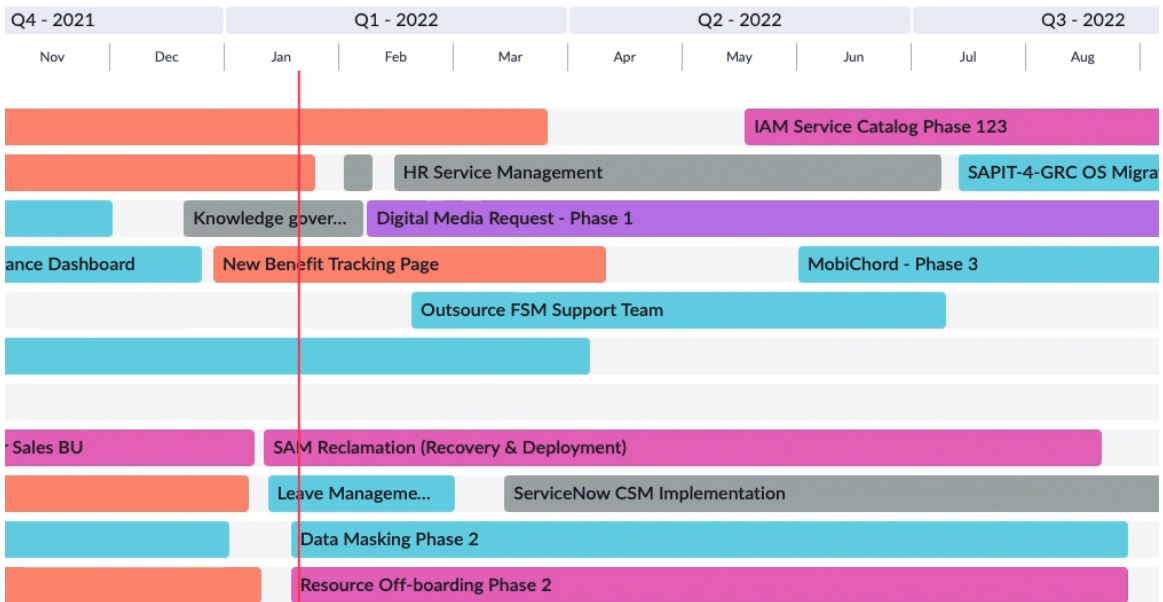 Q4 - 2021 Q1 - 2022 Q2 - 2022 Q3 - 2022
Nov Dec Jan Feb Mar Apr May Jun Jul Aug
IAM Service Catalog Phase 123
HR Service Management SAPIT-4-GRC OS Migra
Knowledge gover... Digital Media Request - Phase 1
ance Dashboard New Benefit Tracking Page MobiChord - Phase 3
Outsource FSM Support Team
Sales BU SAM Reclamation (Recovery & Deployment)
Leave Manageme... ServiceNow CSM Implementation
Data Masking Phase 2
Resource Off-boarding Phase 2